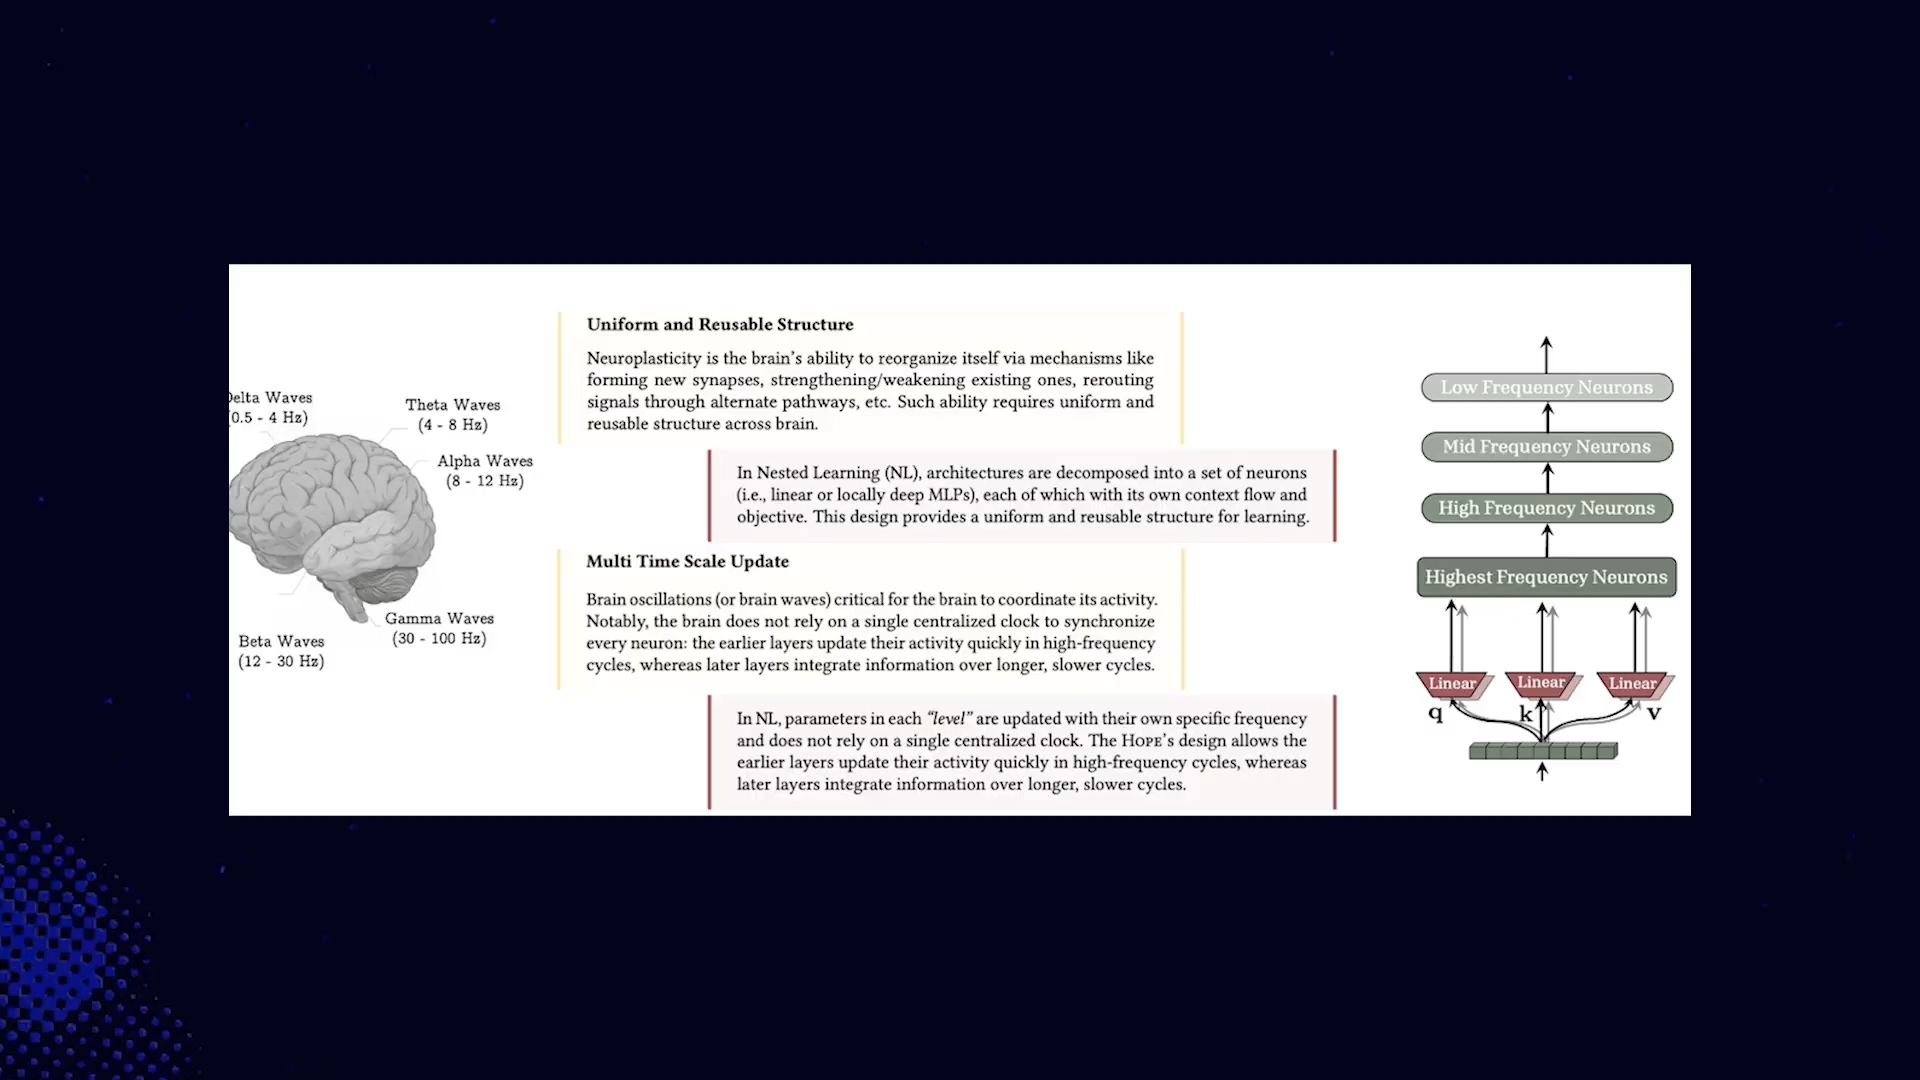 elta Waves
0.5 - 4 Hz)
Theta Waves
(4 - 8 Hz)
Alpha Waves
(8 - 12 Hz)
Gamma Waves
(30 - 100 Hz)
Beta Waves
(12 - 30 Hz)
Uniform and Reusable Structure
Neuroplasticity is the brain’s ability to reorganize itself via mechanisms like
forming new synapses, strengthening/weakening existing ones, rerouting
signals through alternate pathways, etc. Such ability requires uniform and
reusable structure across brain.
In Nested Learning (NL), architectures are decomposed into a set of neurons
(i.e., linear or locally deep MLPs), each of which with its own context flow and
objective. This design provides a uniform and reusable structure for learning.
Multi Time Scale Update
Brain oscillations (or brain waves) critical for the brain to coordinate its activity.
Notably, the brain does not rely on a single centralized clock to synchronize
every neuron: the earlier layers update their activity quickly in high-frequency
cycles, whereas later layers integrate information over longer, slower cycles.
In NL, parameters in each “level” are updated with their own specific frequency
and does not rely on a single centralized clock. The HOPE’s design allows the
earlier layers update their activity quickly in high-frequency cycles, whereas
later layers integrate information over longer, slower cycles.
Low Frequency Neurons
Mid Frequency Neurons
High Frequency Neurons
Highest Frequency Neurons
Linear Linear Linear
q k v